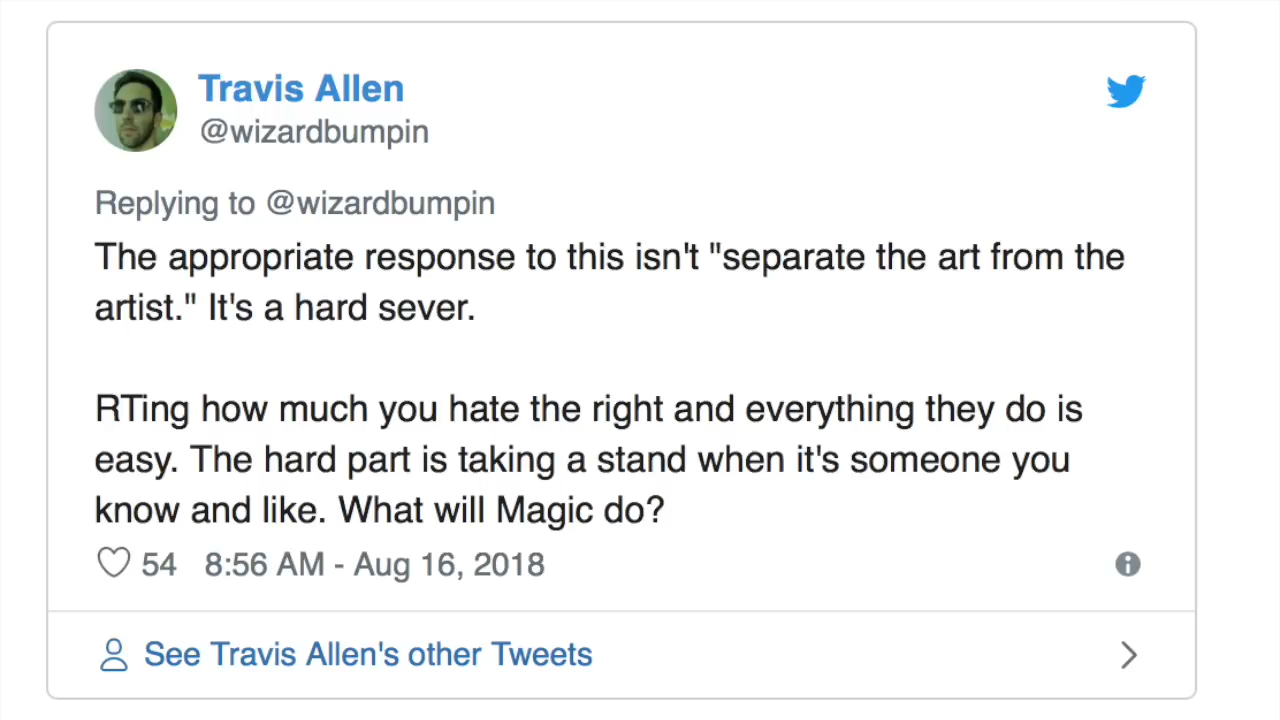 Travis Allen
@wizardbumpin
Replying to @wizardbumpin
The appropriate response to this isn't "separate the art from the
artist." It's a hard sever.
RTing how much you hate the right and everything they do is
easy. The hard part is taking a stand when it's someone you
know and like. What will Magic do?
54 8:56 AM - Aug 16, 2018
See Travis Allen's other Tweets